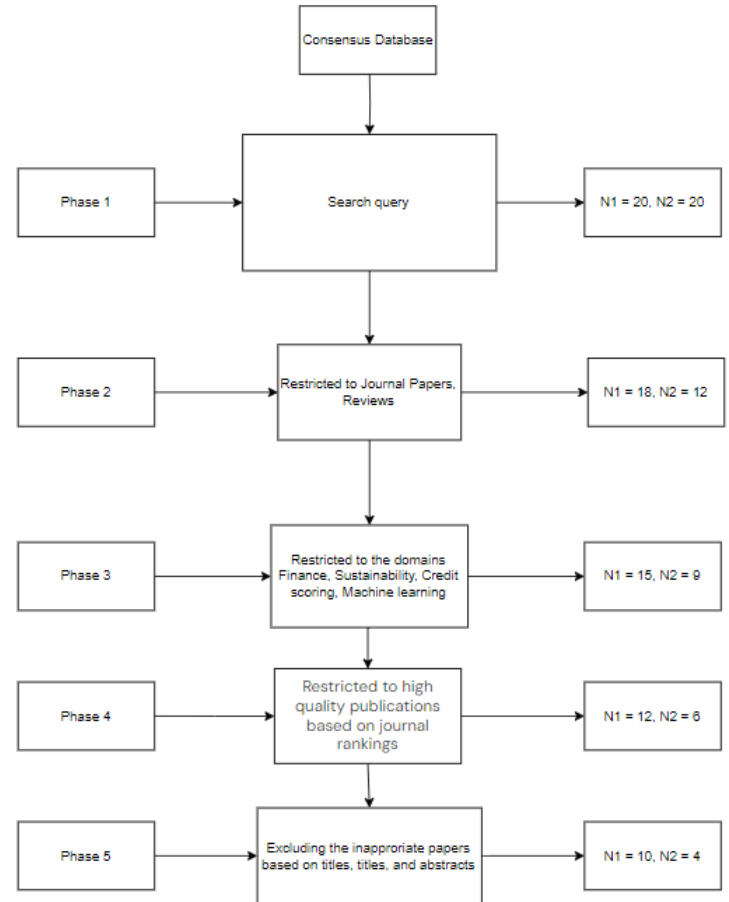 Consensus Database
Phase 1
Search query
N1 = 20, N2 = 20
Phase 2
Restricted to Journal Papers,
Reviews
N1 = 18, N2 = 12
Phase 3
Restricted to the domains
Finance, Sustainability, Credit
scoring, Machine learning
N1 = 15, N2 = 9
Phase 4
Restricted to high
quality publications
based on journal
rankings
N1 = 12, N2 = 6
Phase 5
Excluding the inapproriate papers
based on titles, titles, and abstracts
N1 = 10, N2 = 4